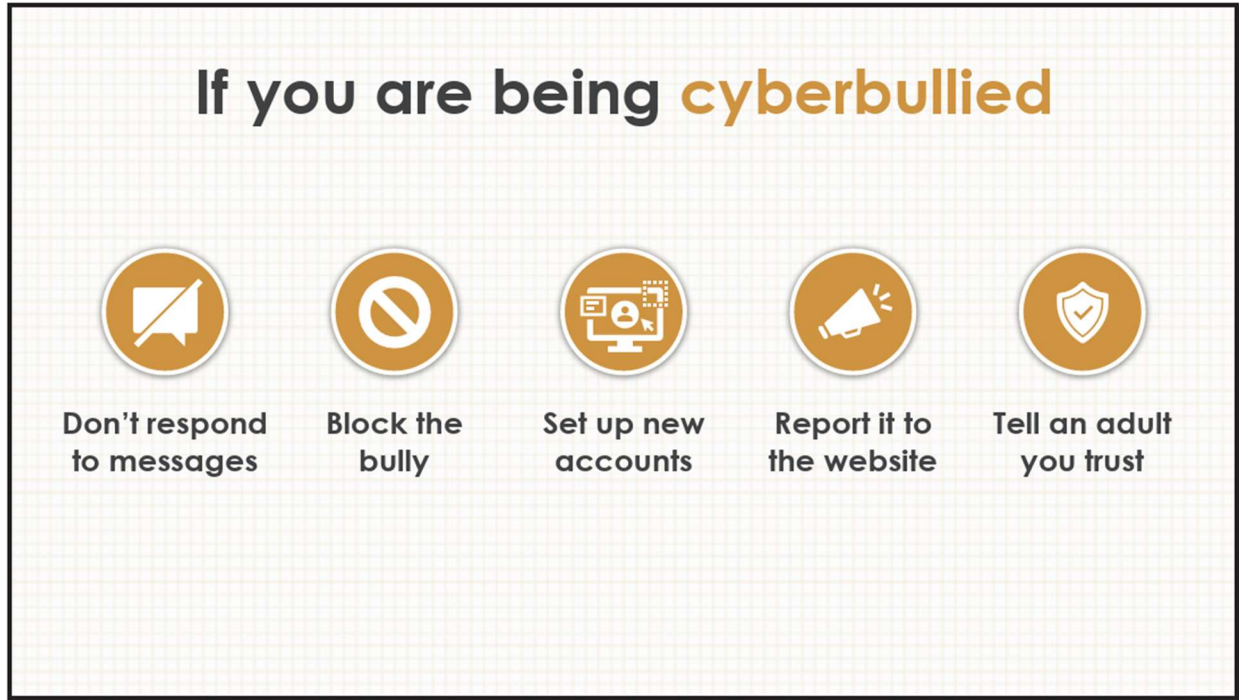 If you are being cyberbullied
Don’t respond
to messages
Block the
bully
Set up new
accounts
Report it to
the website
Tell an adult
you trust